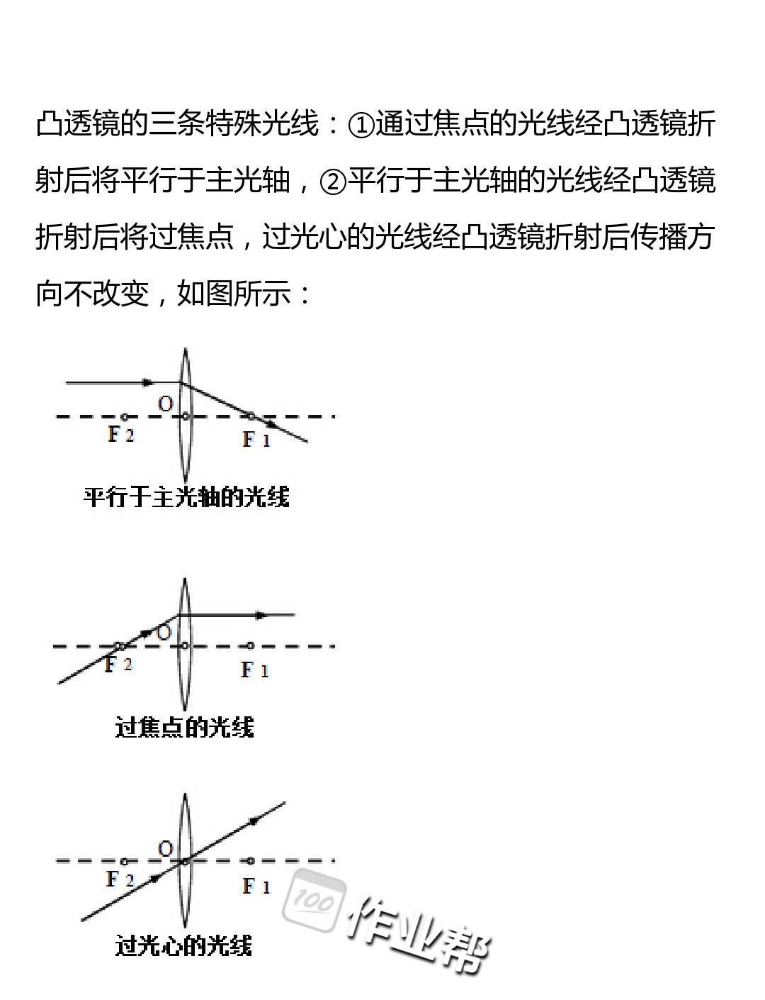 凸透镜的三条特殊光线：①通过焦点的光线经凸透镜折
射后将平行于主光轴，②平行于主光轴的光线经凸透镜
折射后将过焦点，过光心的光线经凸透镜折射后传播方
向不改变，如图所示：
O
F 2
F 1
平行于主光轴的光线
O
F 2
F 1
过焦点的光线
O
F 2
F 1
过光心的光线
100
作业帮